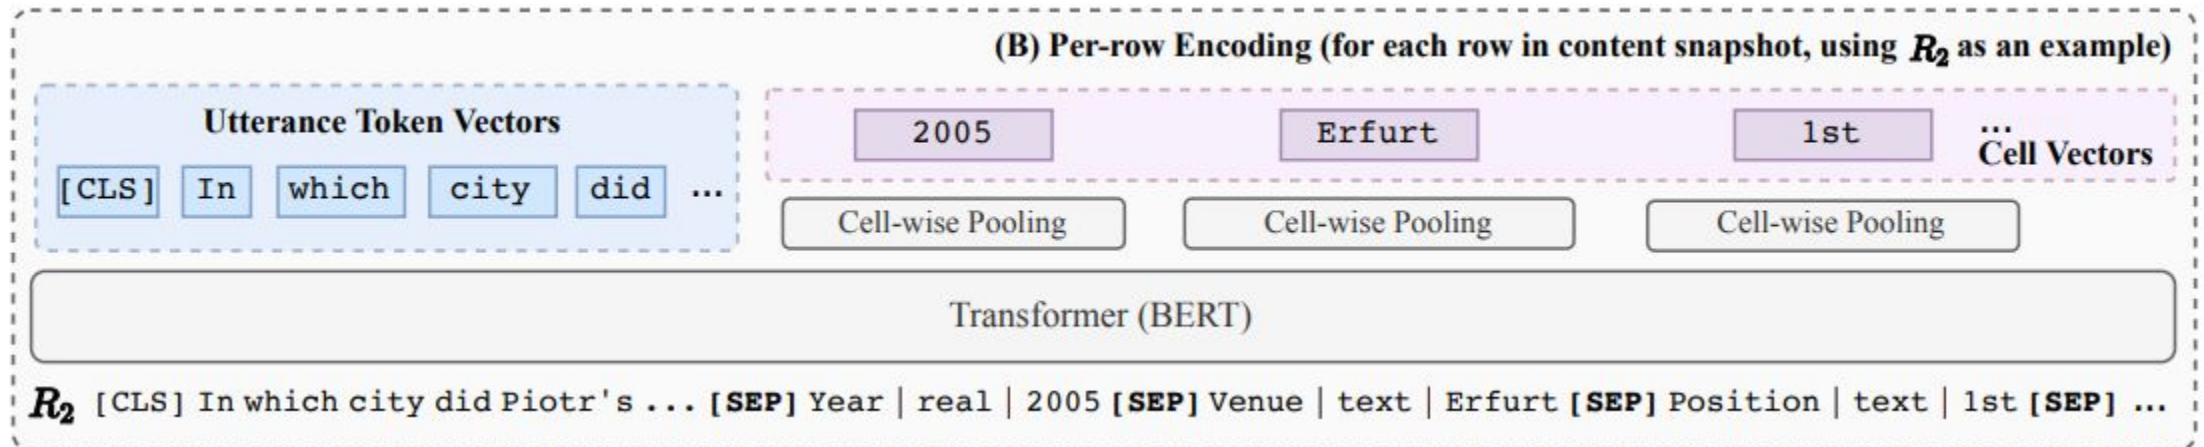 (B) Per-row Encoding (for each row in content snapshot, using R₂ as an example)
Utterance Token Vectors
[CLS] In which city did ...
2005 Erfurt 1st ...
Cell Vectors
Cell-wise Pooling Cell-wise Pooling Cell-wise Pooling
Transformer (BERT)
R₂ [CLS] In which city did Piotr's ... [SEP] Year | real | 2005 [SEP] Venue | text | Erfurt [SEP] Position | text | 1st [SEP] ...